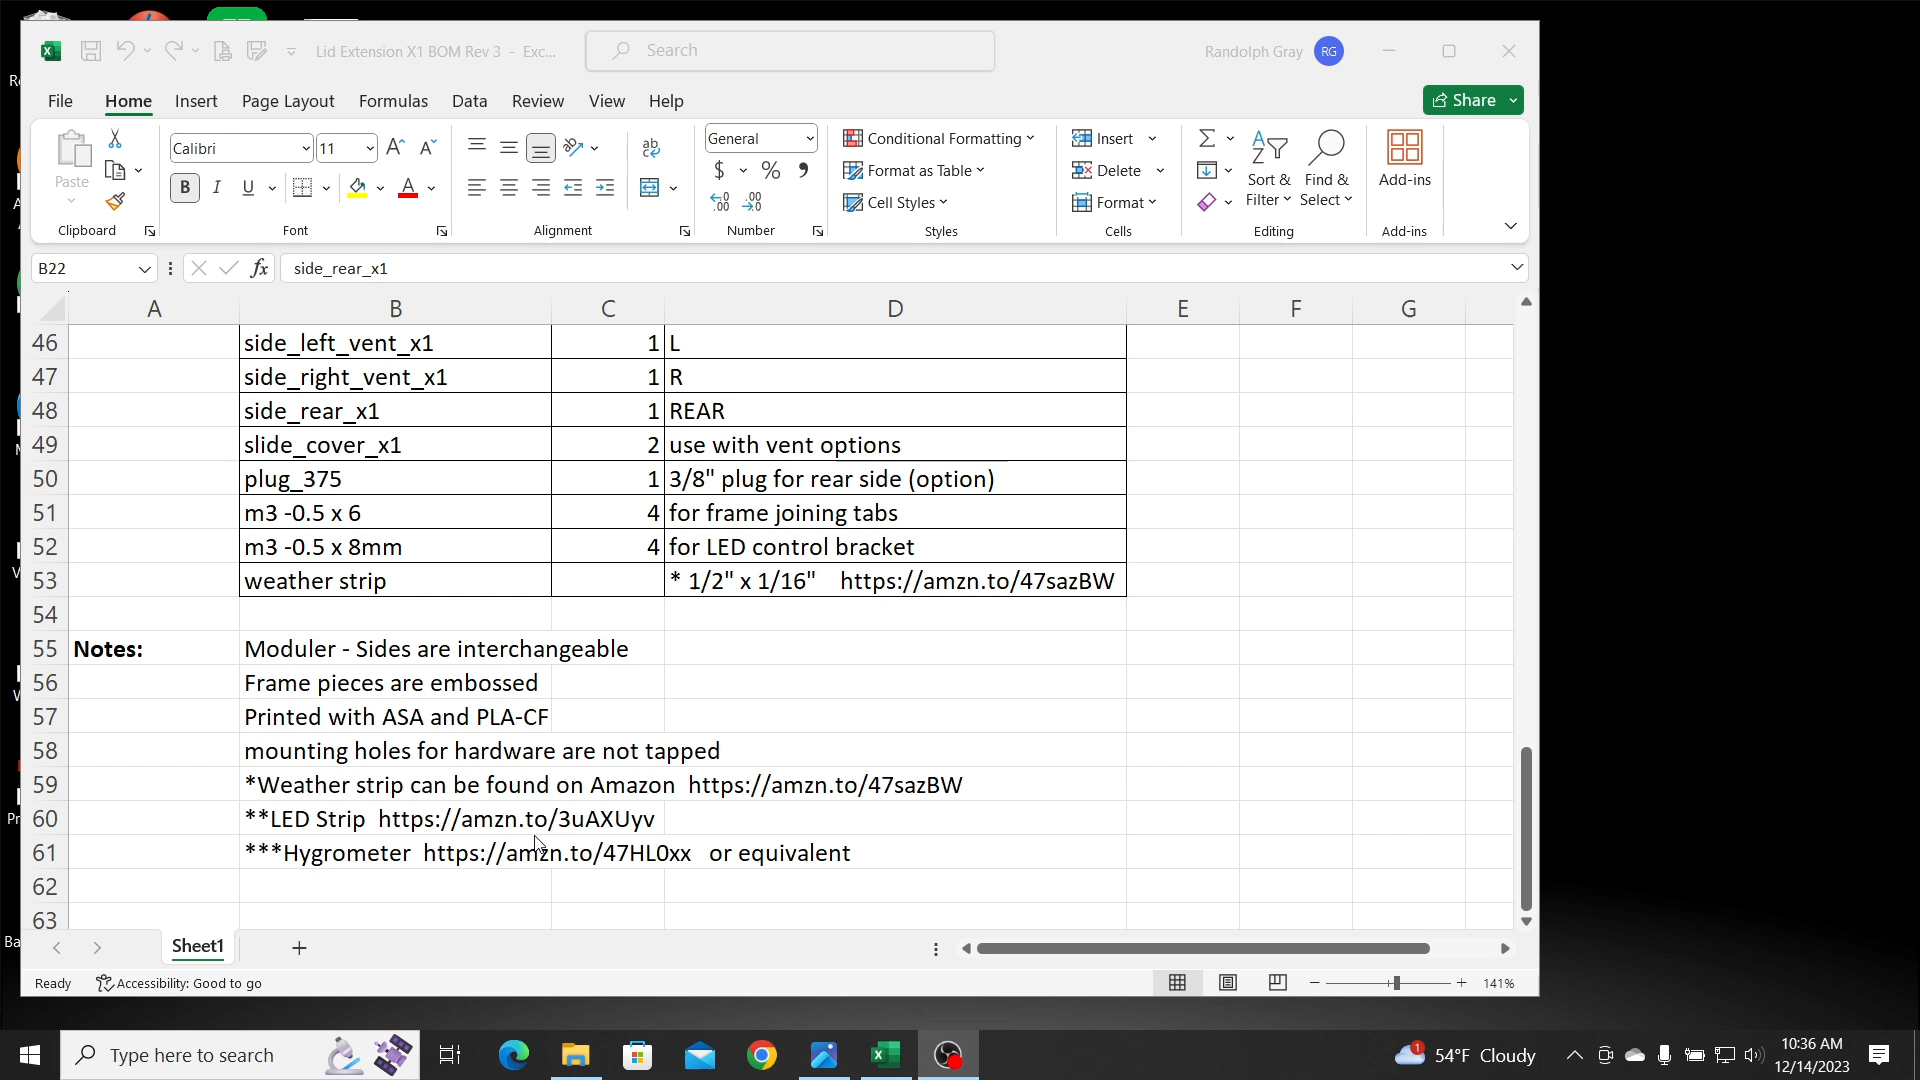 Lid Extension X1 BOM Rev 3 - Exc...
Search
Randolph Gray
RG
File
Home
Insert
Page Layout
Formulas
Data
Review
View
Help
Share
Paste
Clipboard
Calibri
11
B I U
Font
Alignment
General
$ % 9
Number
Conditional Formatting
Format as Table
Cell Styles
Styles
Insert
Delete
Format
Cells
Sort & Filter
Find & Select
Editing
Add-ins
Add-ins
B22
fx
side_rear_x1
A B C D E F G
46 side_left_vent_x1 1 L
47 side_right_vent_x1 1 R
48 side_rear_x1 1 REAR
49 slide_cover_x1 2 use with vent options
50 plug_375 1 3/8" plug for rear side (option)
51 m3 -0.5 x 6 4 for frame joining tabs
52 m3 -0.5 x 8mm 4 for LED control bracket
53 weather strip * 1/2" x 1/16" https://amzn.to/47sazBW
54
55 Notes: Moduler - Sides are interchangeable
56 Frame pieces are embossed
57 Printed with ASA and PLA-CF
58 mounting holes for hardware are not tapped
59 *Weather strip can be found on Amazon https://amzn.to/47sazBW
60 **LED Strip https://amzn.to/3uAXUyv
61 ***Hygrometer https://amzn.to/47HL0xx or equivalent
62
63
Sheet1
Ready
Accessibility: Good to go
141%
Type here to search
1
54°F Cloudy
10:36 AM
12/14/2023